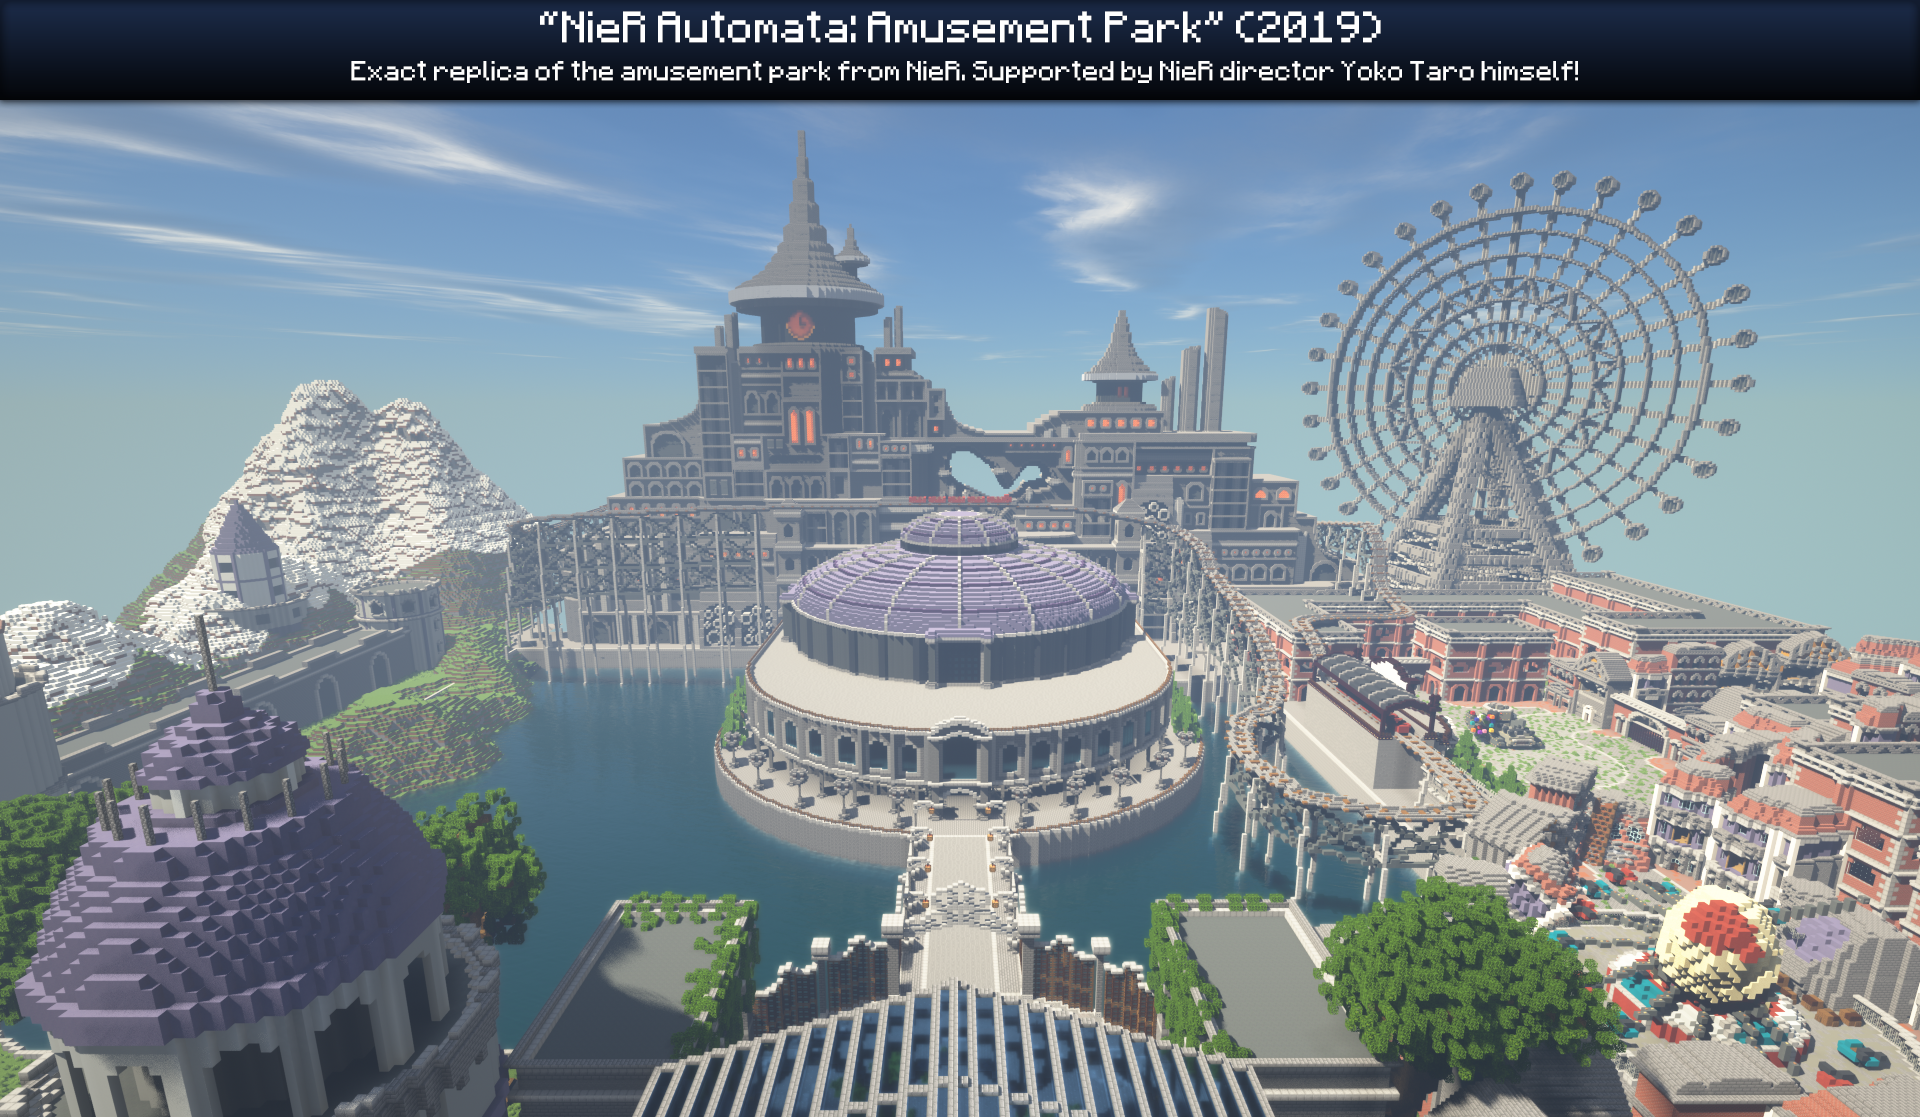 "NieR Automata: Amusement Park" (2019)
Exact replica of the amusement park from NieR. Supported by NieR director Yoko Taro himself!